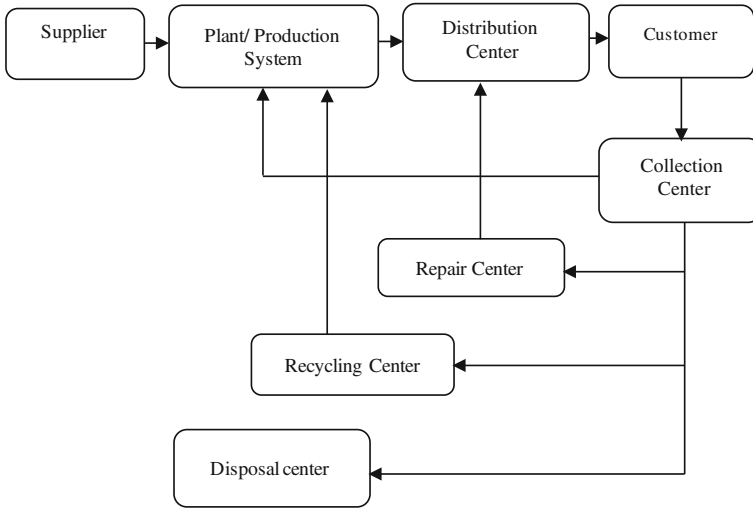 Supplier
Plant/ Production
System
Distribution
Center
Customer
Collection
Center
Repair Center
Recycling Center
Disposal center